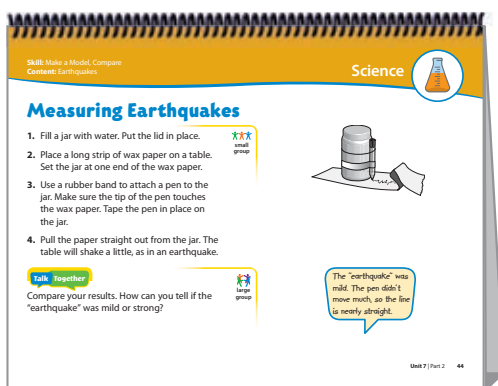 Skill: Make a Model, Compare
Content: Earthquakes
Science
Measuring Earthquakes
1. Fill a jar with water. Put the lid in place.
2. Place a long strip of wax paper on a table.
Set the jar at one end of the wax paper.
3. Use a rubber band to attach a pen to the
jar. Make sure the tip of the pen touches
the wax paper. Tape the pen in place on
the jar.
4. Pull the paper straight out from the jar. The
table will shake a little, as in an earthquake.
small
group
Talk Together
Compare your results. How can you tell if the
“earthquake” was mild or strong?
large
group
The "earthquake" was
mild. The pen didn't
move much, so the line
is nearly straight.
Unit 7 | Part 2 44